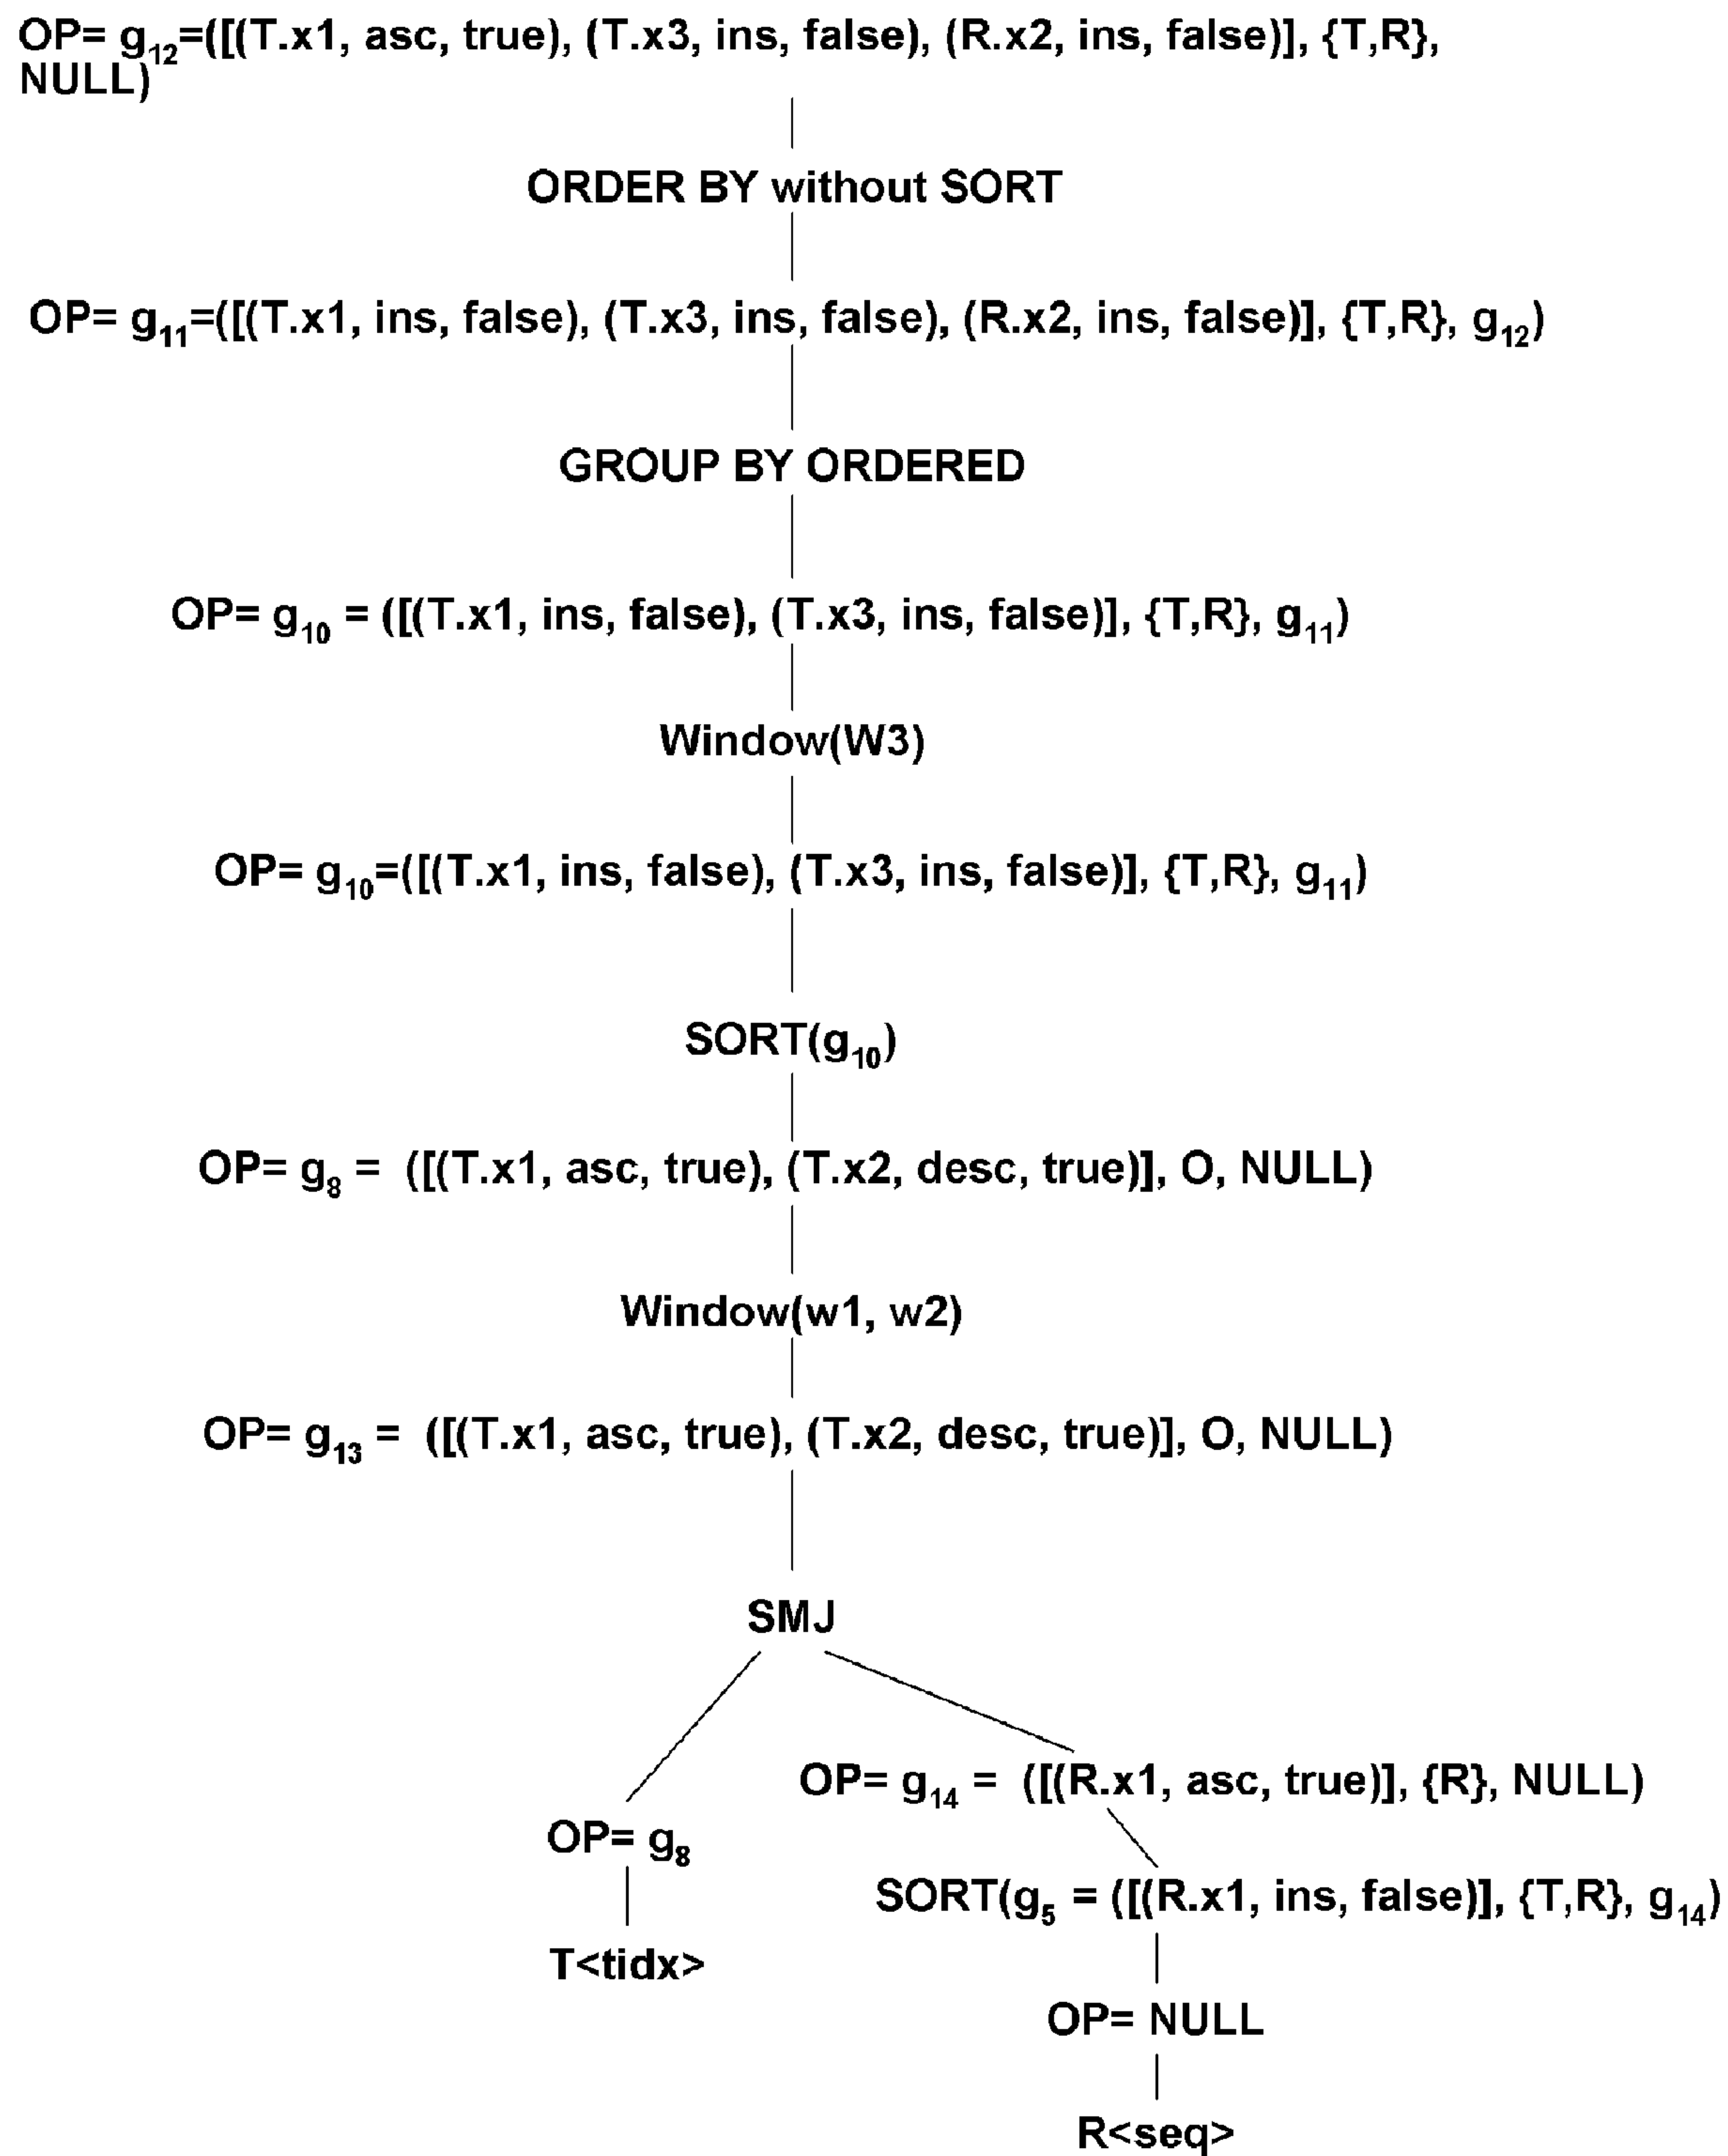 OP= g12=([(T.x1, asc, true), (T.x3, ins, false), (R.x2, ins, false)], {T,R},
NULL)
ORDER BY without SORT
OP= g11=([(T.x1, ins, false), (T.x3, ins, false), (R.x2, ins, false)], {T,R}, g12)
GROUP BY ORDERED
OP= g10 = ([(T.x1, ins, false), (T.x3, ins, false)], {T,R}, g11)
Window(W3)
OP= g10=([(T.x1, ins, false), (T.x3, ins, false)], {T,R}, g11)
SORT(g10)
OP= g8 = ([(T.x1, asc, true), (T.x2, desc, true)], O, NULL)
Window(w1, w2)
OP= g13 = ([(T.x1, asc, true), (T.x2, desc, true)], O, NULL)
SMJ
OP= g14 = ([(R.x1, asc, true)], {R}, NULL)
OP= g8
SORT(g5 = ([(R.x1, ins, false)], {T,R}, g14)
T<tidx>
OP= NULL
R<seq>